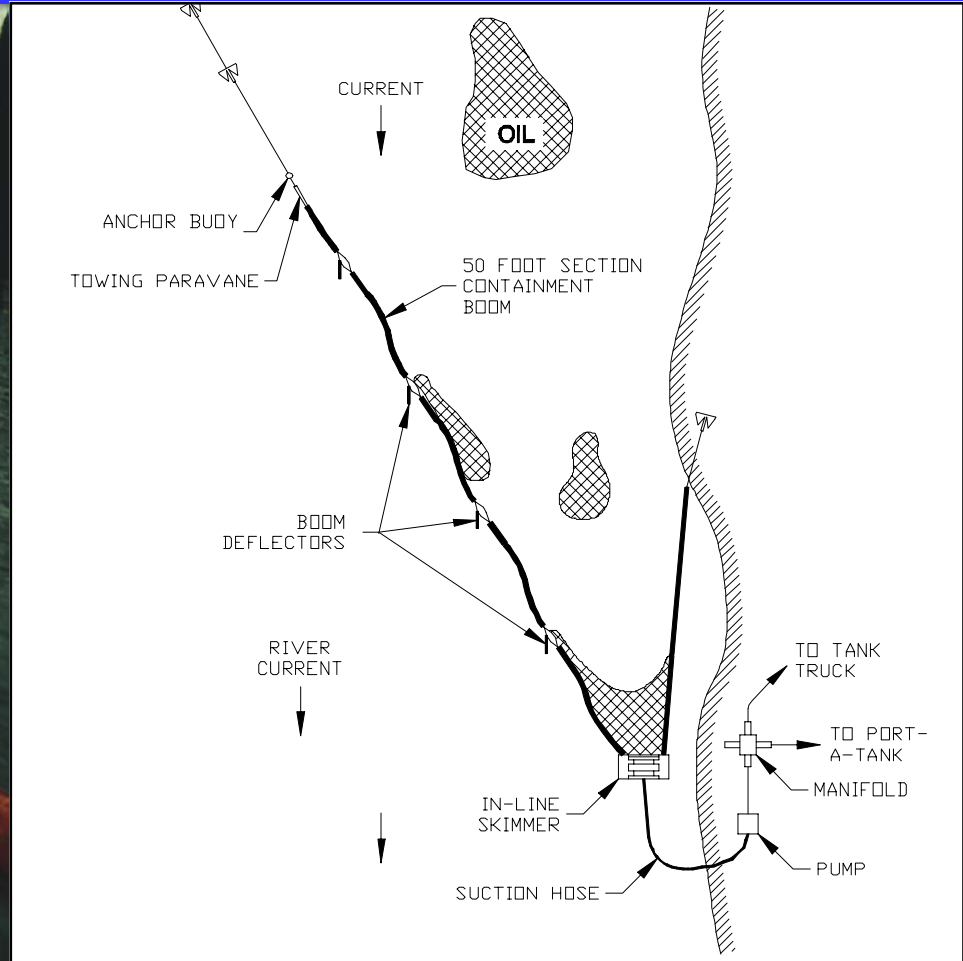 CURRENT
OIL
ANCHOR BUOY
TOWING PARAVANE
50 FOOT SECTION
CONTAINMENT
BOOM
BOOM
DEFLECTORS
RIVER
CURRENT
TO TANK
TRUCK
TO PORT-
A-TANK
MANIFOLD
IN-LINE
SKIMMER
PUMP
SUCTION HOSE